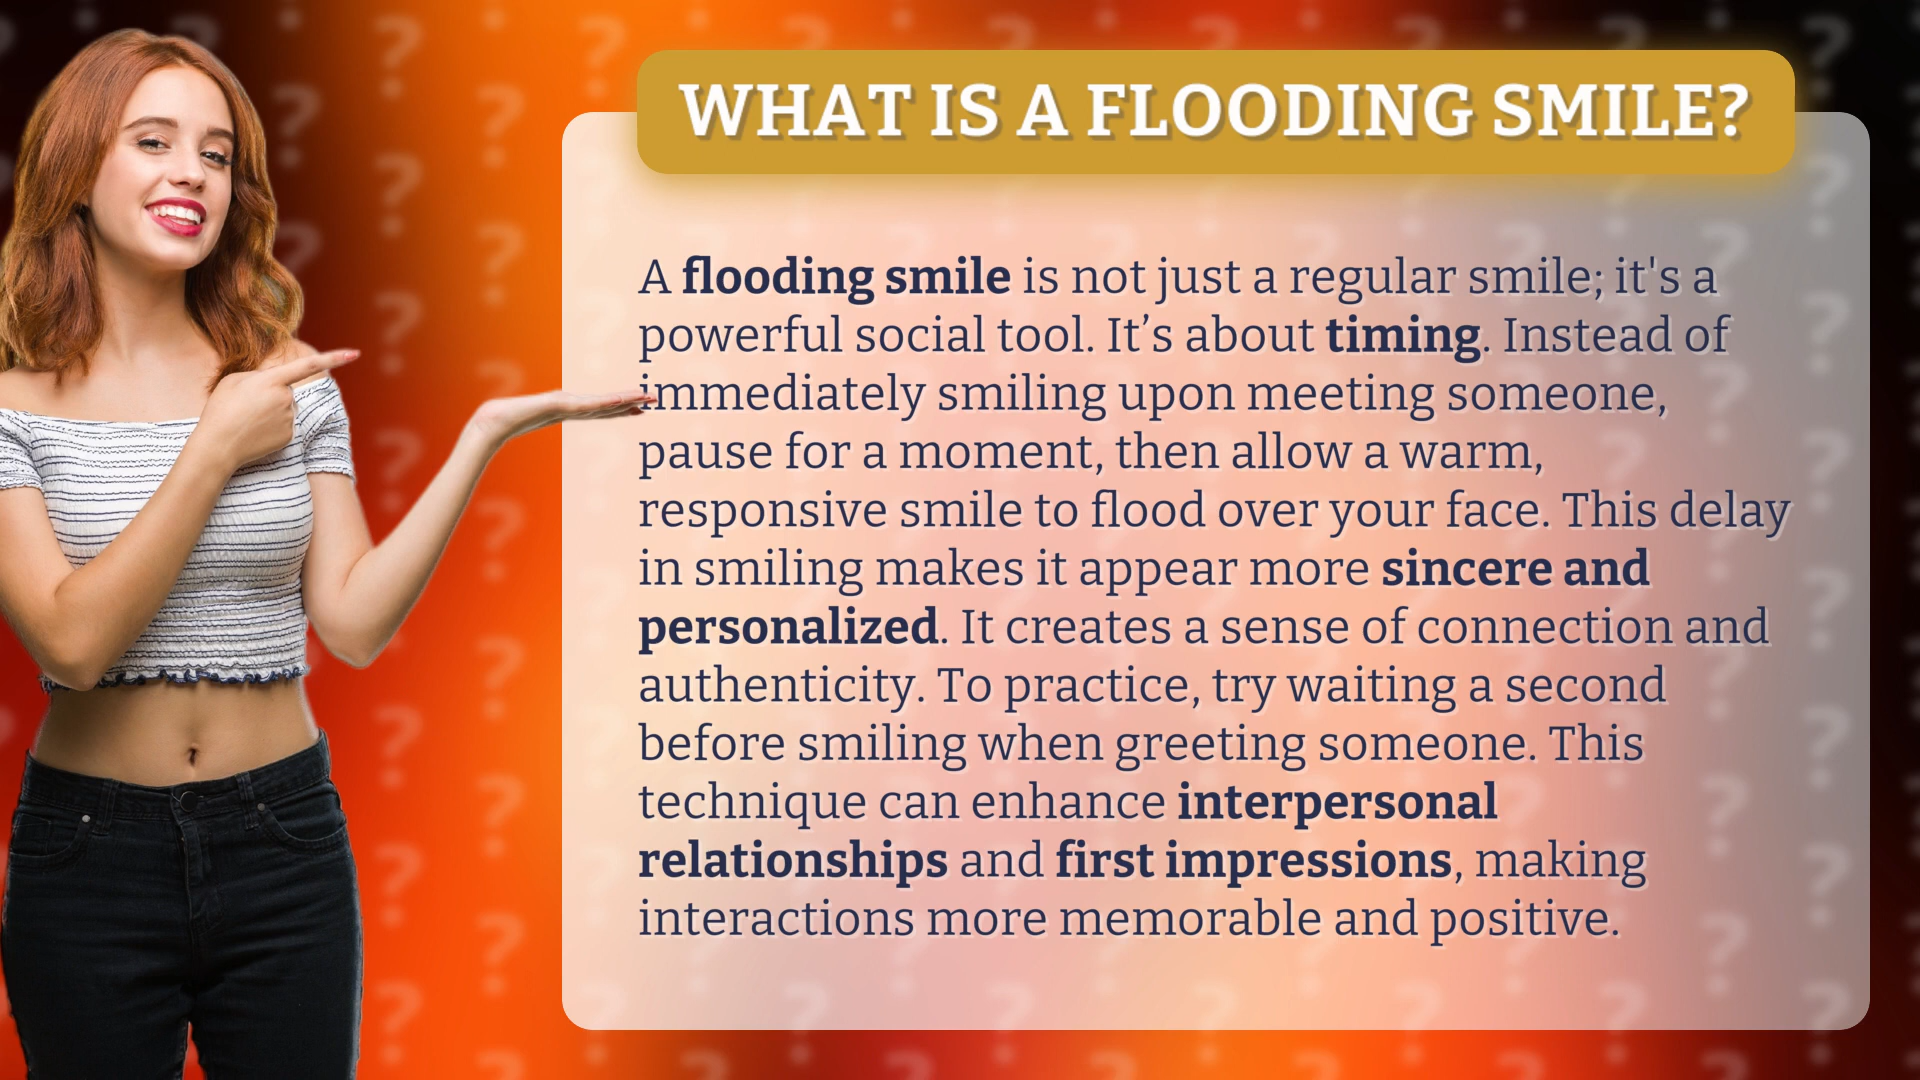 WHAT IS A FLOODING SMILE?
A flooding smile is not just a regular smile; it's a
powerful social tool. It’s about timing. Instead of
immediately smiling upon meeting someone,
pause for a moment, then allow a warm,
responsive smile to flood over your face. This delay
in smiling makes it appear more sincere and
personalized. It creates a sense of connection and
authenticity. To practice, try waiting a second
before smiling when greeting someone. This
technique can enhance interpersonal
relationships and first impressions, making
interactions more memorable and positive.